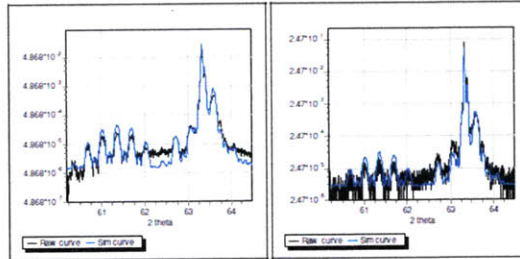 4.868*10⁻²
4.868*10⁻³
4.868*10⁻⁴
4.868*10⁻⁵
4.868*10⁻⁶
4.868*10⁻⁷
61 62 63 64
2 theta
Raw curve Sim curve
2.47*10⁻¹
2.47*10⁻²
2.47*10⁻³
2.47*10⁻⁴
2.47*10⁻⁵
2.47*10⁻⁶
61 62 63 64
2 theta
Raw curve Sim curve